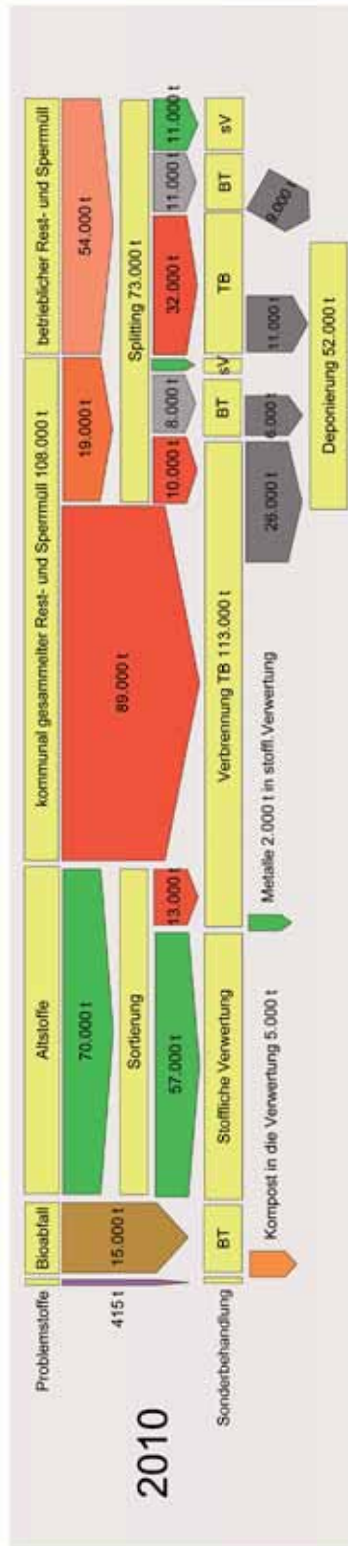 2010
Problemstoffe
Bioabfall
Altstoffe
kommunal gesammelter Rest- und Sperrmüll 108.000 t
betrieblicher Rest- und Sperrmüll
415 t
15.000 t
70.000 t
89.000 t
19.000 t
54.000 t
Sortierung
Splitting 73.000 t
57.000 t
13.000 t
10.000 t
8.000 t
32.000 t
11.000 t
11.000 t
Sonderbehandlung
BT
Stoffliche Verwertung
Verbrennung TB 113.000 t
BT
sV
TB
BT
sV
Kompost in die Verwertung 5.000 t
Metalle 2.000 t in stoffl.Verwertung
26.000 t
6.000 t
11.000 t
9.000 t
Deponierung 52.000 t